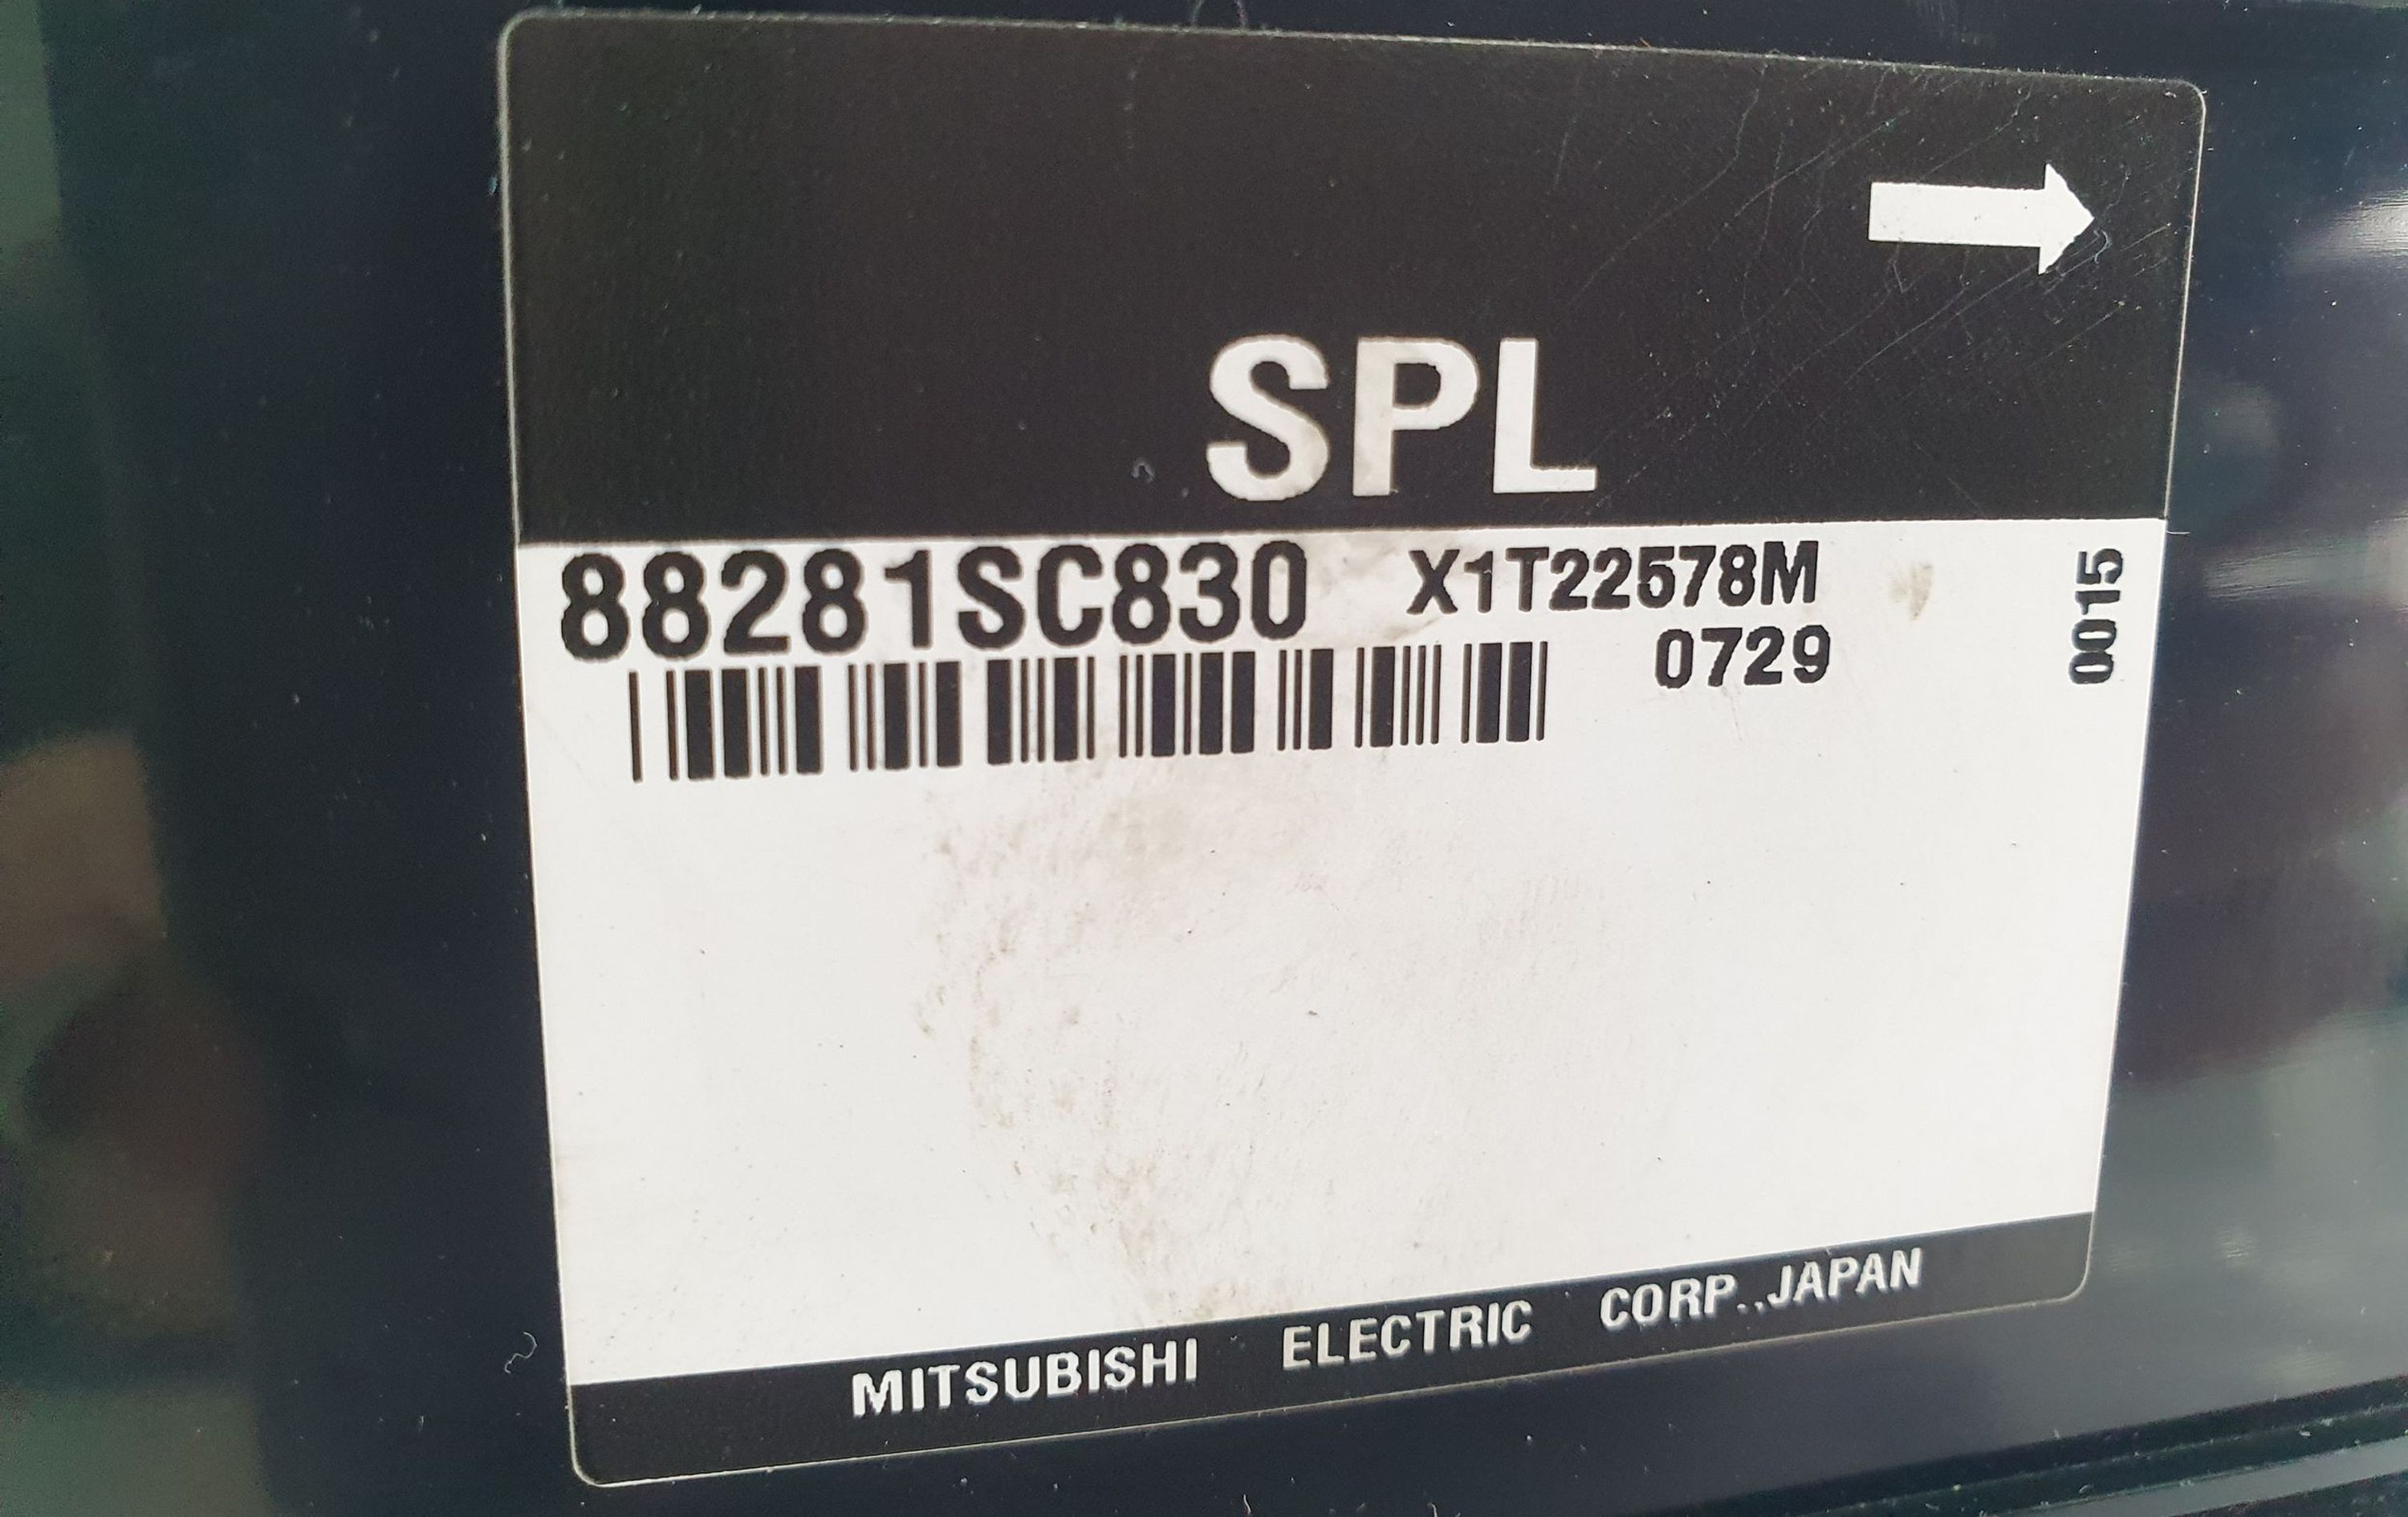 SPL
88281SC830 X1T22578M
0729
0015
MITSUBISHI ELECTRIC CORP.,JAPAN